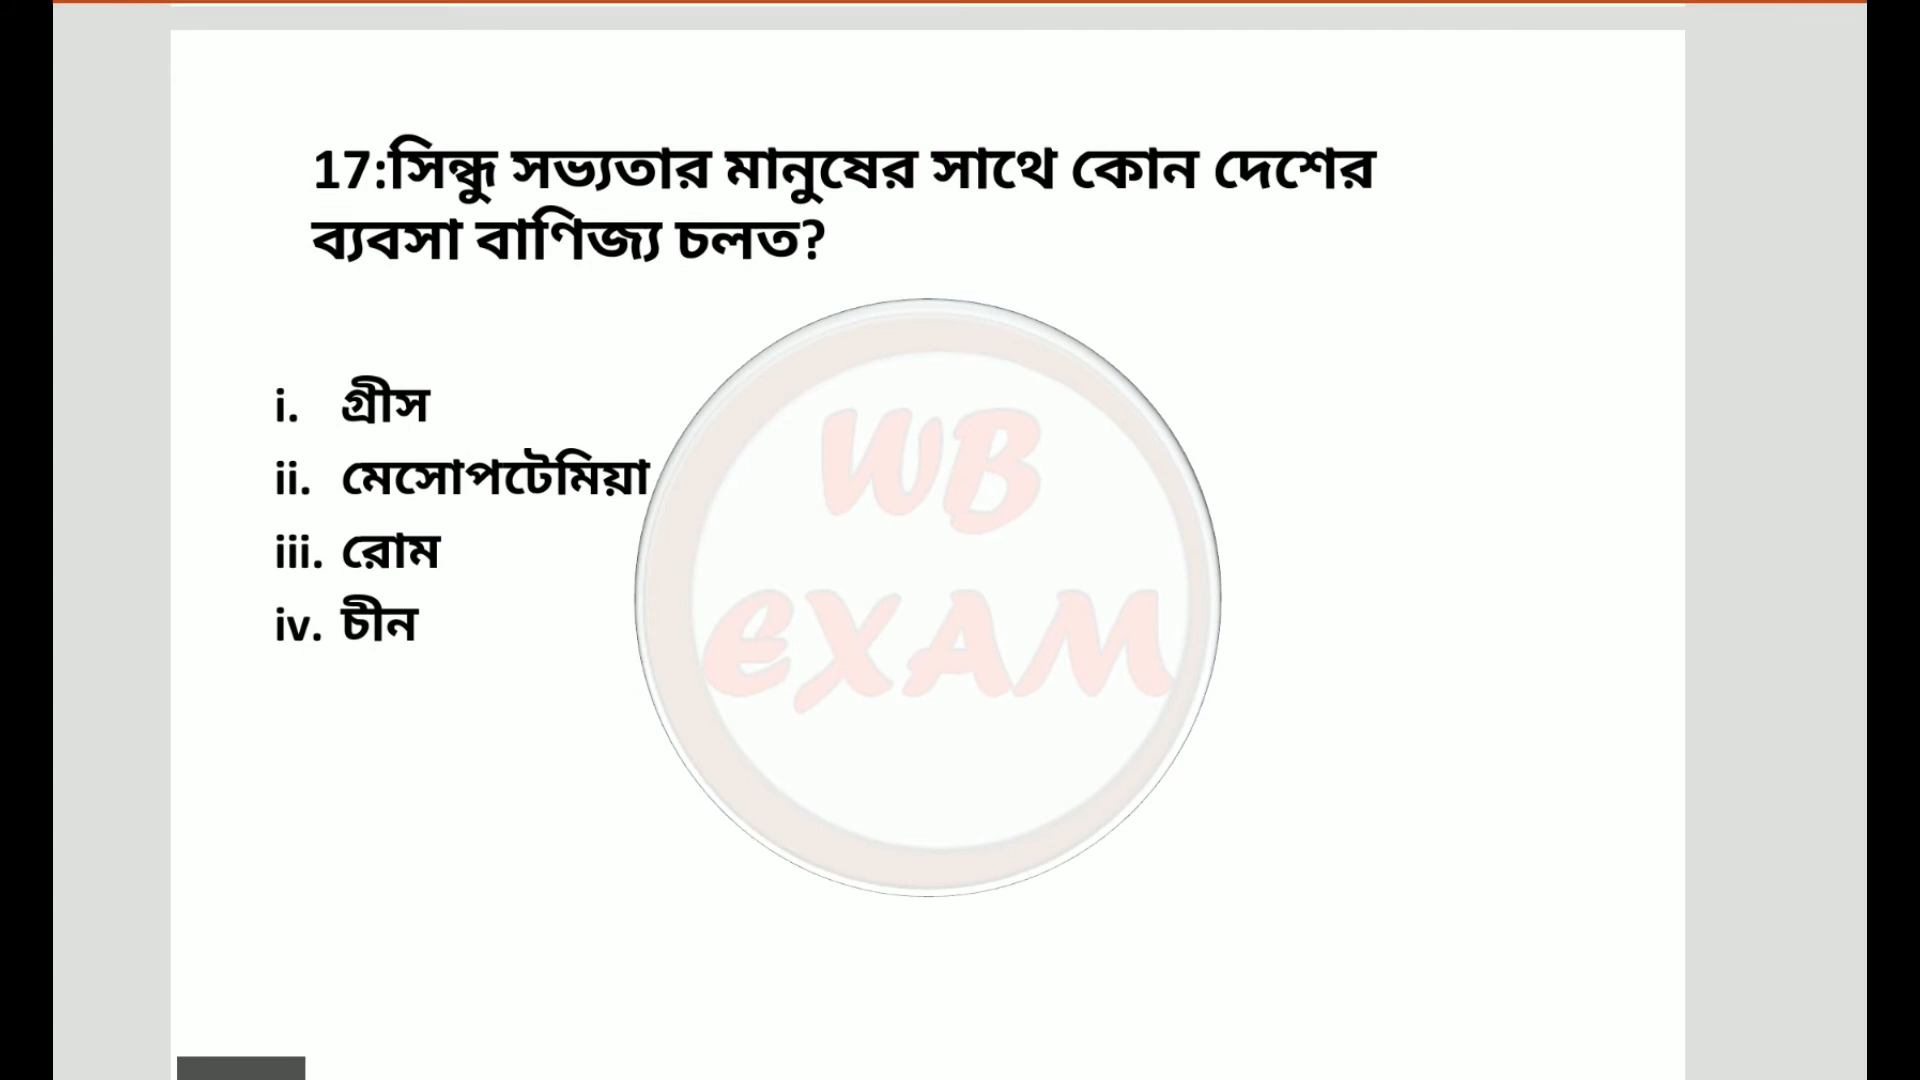 17:সিন্ধু সভ্যতার মানুষের সাথে কোন দেশের
ব্যবসা বাণিজ্য চলত?
i. গ্রীস
ii. মেসোপটেমিয়া
iii. রোম
iv. চীন
WB
EXAM